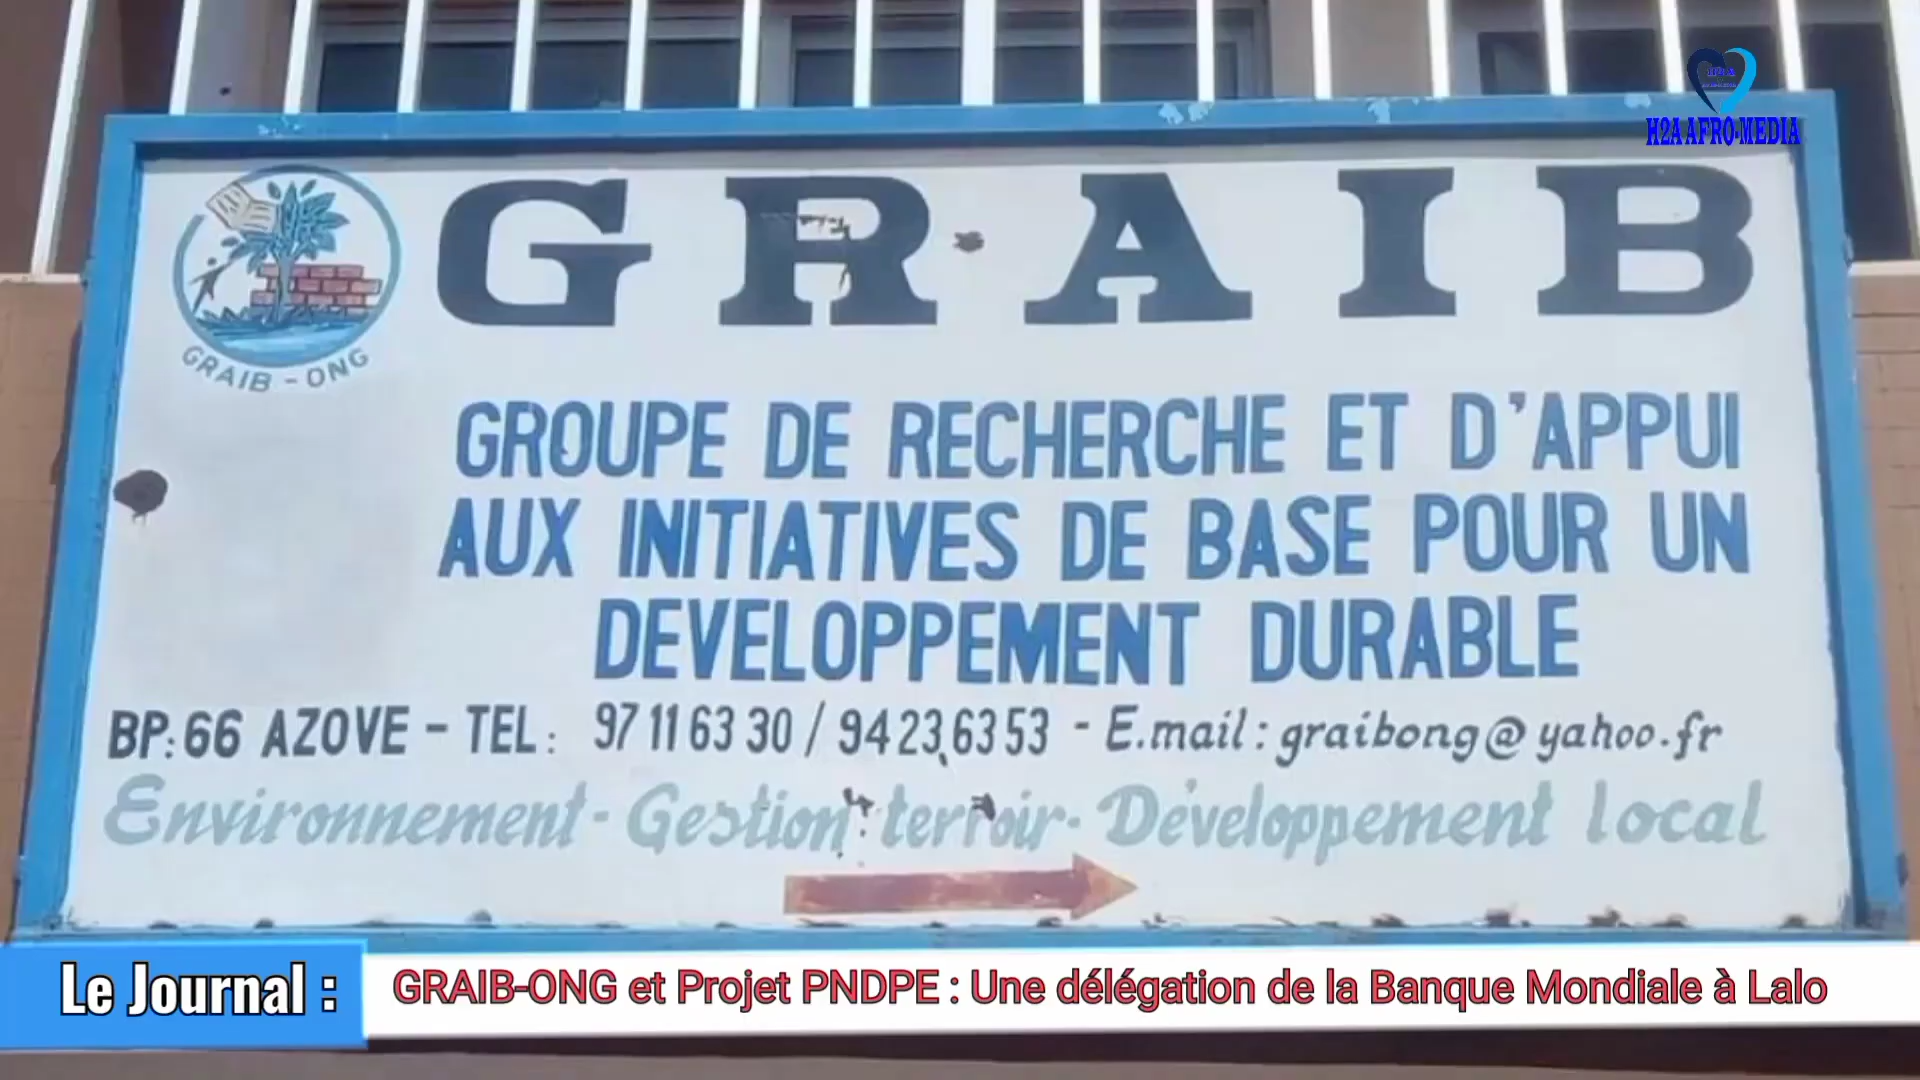 H2A AFRO-MEDIA
GRAIB
GRAIB - ONG
GROUPE DE RECHERCHE ET D'APPUI
AUX INITIATIVES DE BASE POUR UN
DEVELOPPEMENT DURABLE
BP: 66 AZOVE - TEL: 97 11 63 30 / 94 23 63 53 - E.mail: graibong@yahoo.fr
Environnement - Gestion terroir - Développement local
Le Journal :
GRAIB-ONG et Projet PNDPE : Une délégation de la Banque Mondiale à Lalo